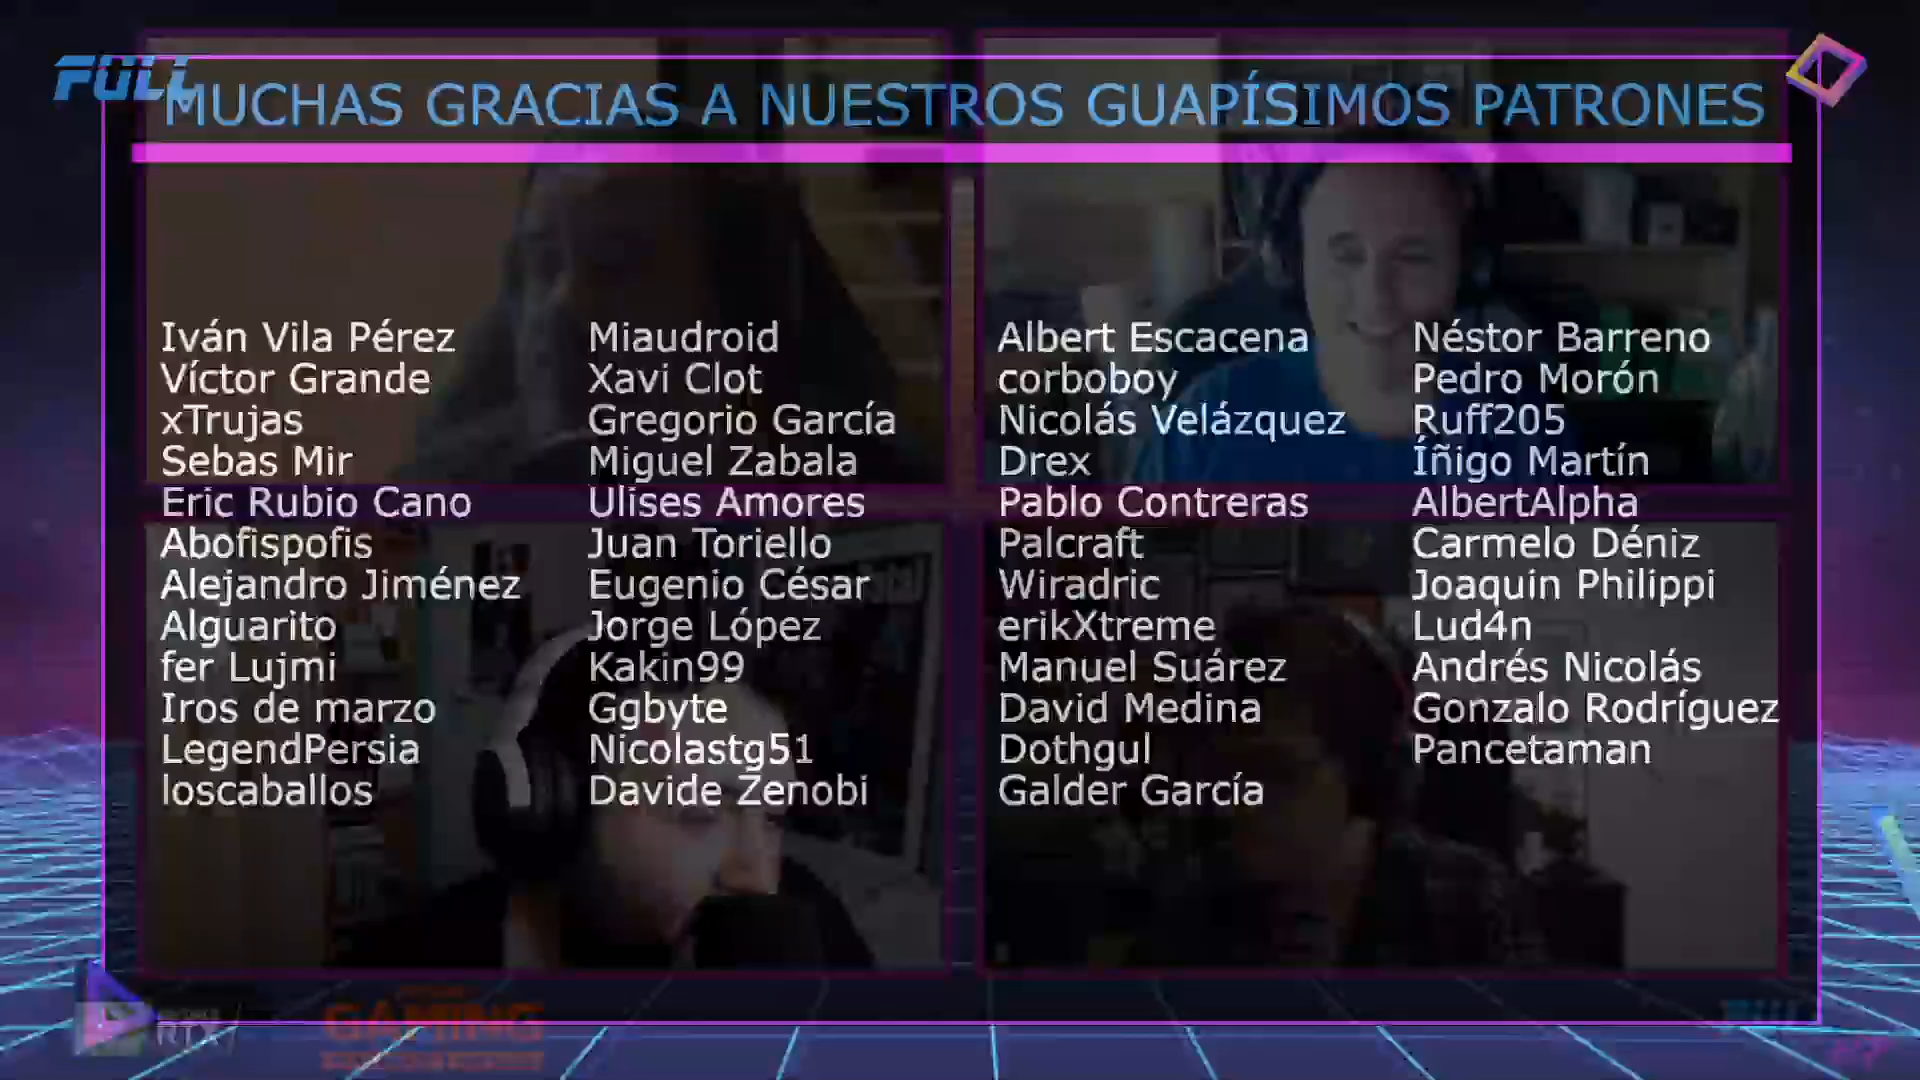 FULL
MUCHAS GRACIAS A NUESTROS GUAPÍSIMOS PATRONES
Iván Vila Pérez
Víctor Grande
xTrujas
Sebas Mir
Eric Rubio Cano
Abofispofis
Alejandro Jiménez
Alguarito
fer Lujmi
Iros de marzo
LegendPersia
loscaballos
Miaudroid
Xavi Clot
Gregorio García
Miguel Zabala
Ulises Amores
Juan Toriello
Eugenio César
Jorge López
Kakin99
Ggbyte
Nicolastg51
Davide Zenobi
Albert Escacena
corboboy
Nicolás Velázquez
Drex
Pablo Contreras
Palcraft
Wiradric
erikXtreme
Manuel Suárez
David Medina
Dothgul
Galder García
Néstor Barreno
Pedro Morón
Ruff205
Íñigo Martín
AlbertAlpha
Carmelo Déniz
Joaquín Philippi
Lud4n
Andrés Nicolás
Gonzalo Rodríguez
Pancetaman
RTX
GAMING